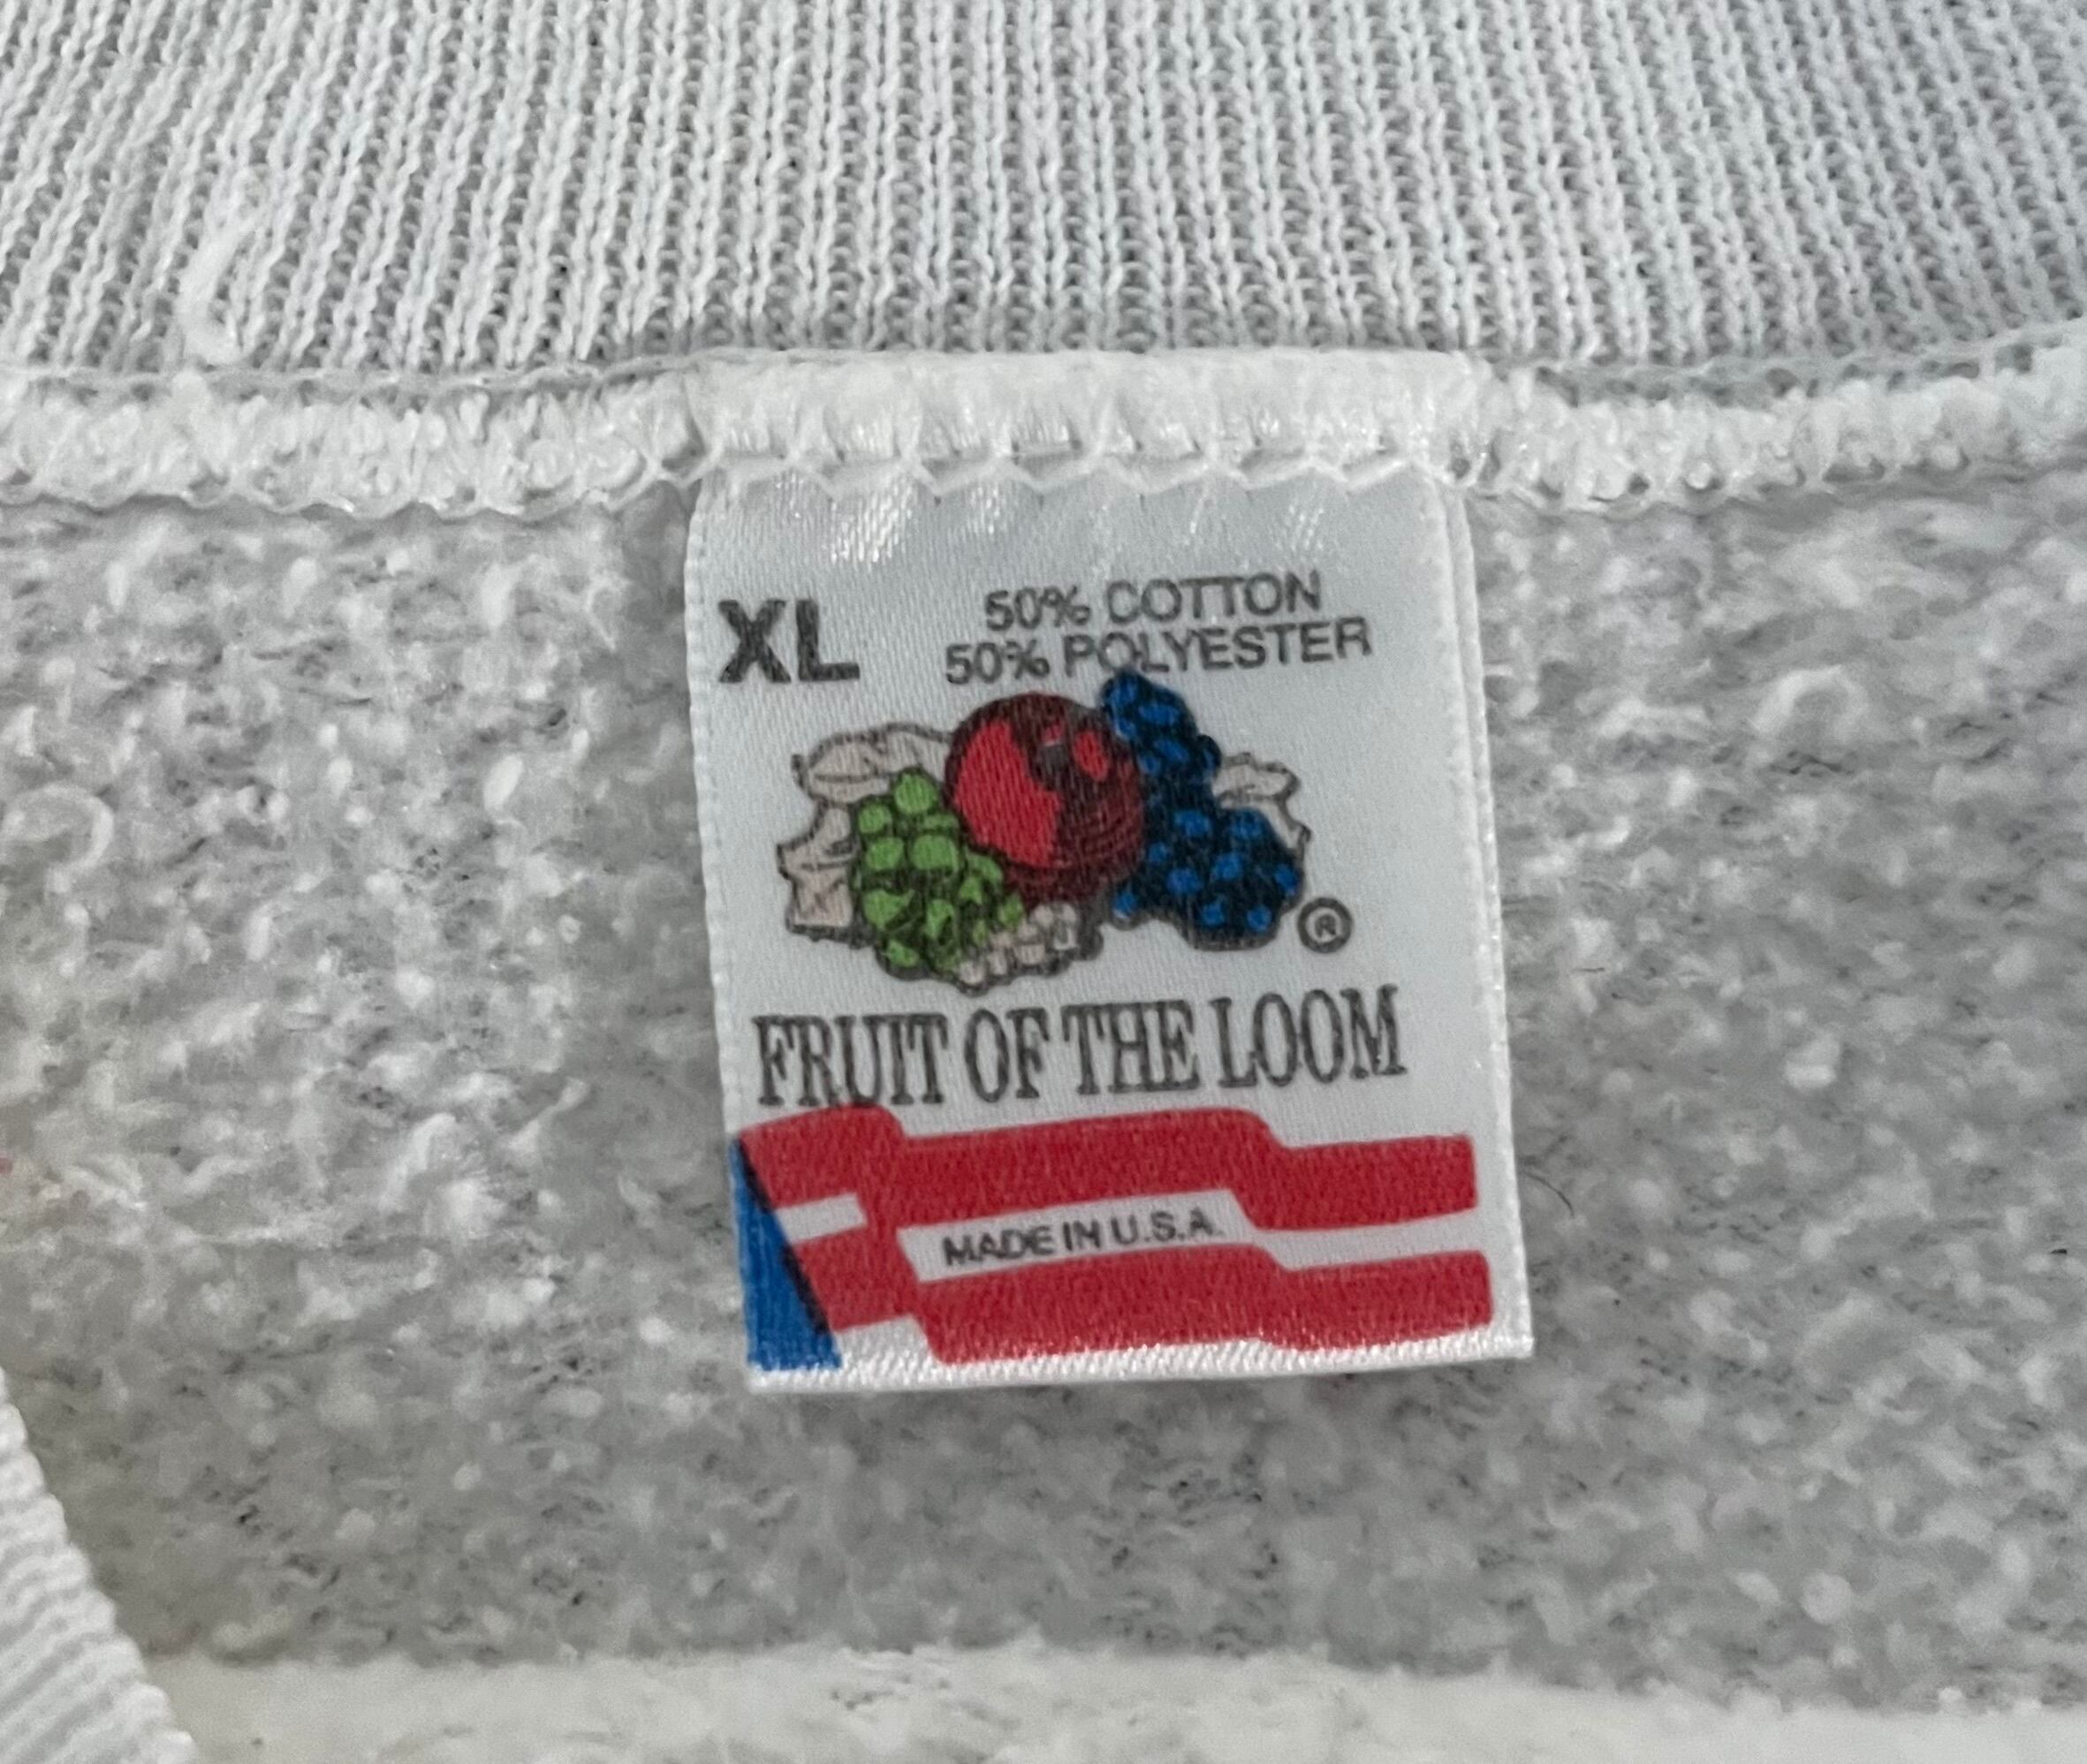 XL
50% COTTON
50% POLYESTER
®
FRUIT OF THE LOOM
MADE IN U.S.A.